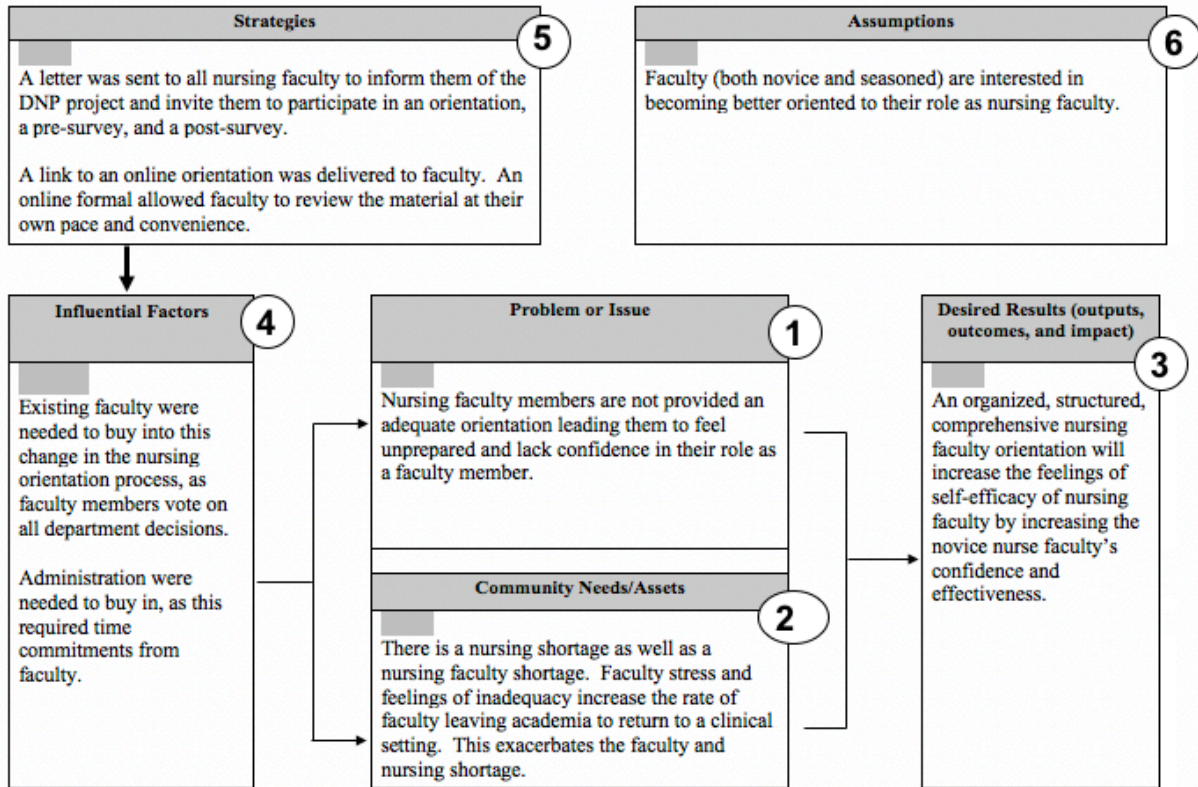 Strategies
5
A letter was sent to all nursing faculty to inform them of the
DNP project and invite them to participate in an orientation,
a pre-survey, and a post-survey.
A link to an online orientation was delivered to faculty.  An
online formal allowed faculty to review the material at their
own pace and convenience.
Assumptions
6
Faculty (both novice and seasoned) are interested in
becoming better oriented to their role as nursing faculty.
Influential Factors
4
Existing faculty were
needed to buy into this
change in the nursing
orientation process, as
faculty members vote on
all department decisions.
Administration were
needed to buy in, as this
required time
commitments from
faculty.
Problem or Issue
1
Nursing faculty members are not provided an
adequate orientation leading them to feel
unprepared and lack confidence in their role as
a faculty member.
Community Needs/Assets
2
There is a nursing shortage as well as a
nursing faculty shortage.  Faculty stress and
feelings of inadequacy increase the rate of
faculty leaving academia to return to a clinical
setting.  This exacerbates the faculty and
nursing shortage.
Desired Results (outputs,
outcomes, and impact)
3
An organized, structured,
comprehensive nursing
faculty orientation will
increase the feelings of
self-efficacy of nursing
faculty by increasing the
novice nurse faculty's
confidence and
effectiveness.